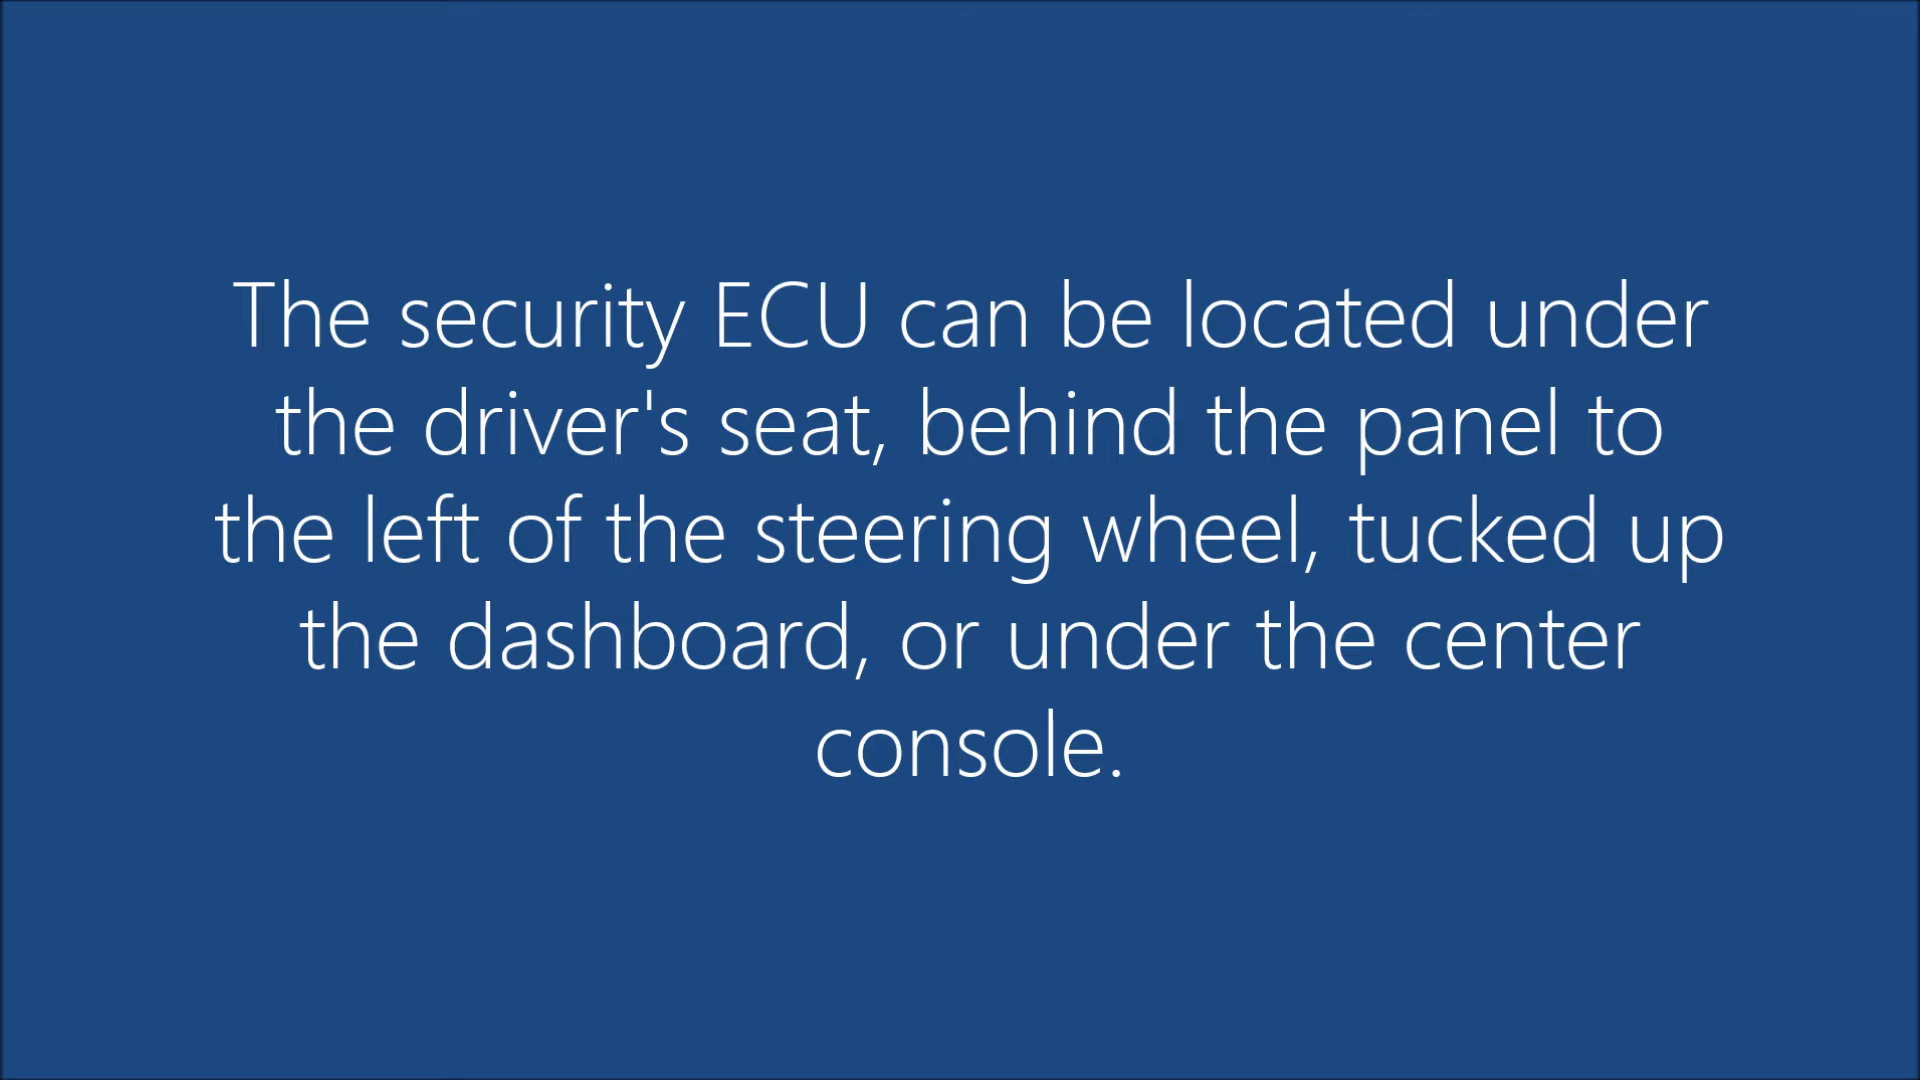 The security ECU can be located under
the driver's seat, behind the panel to
the left of the steering wheel, tucked up
the dashboard, or under the center
console.